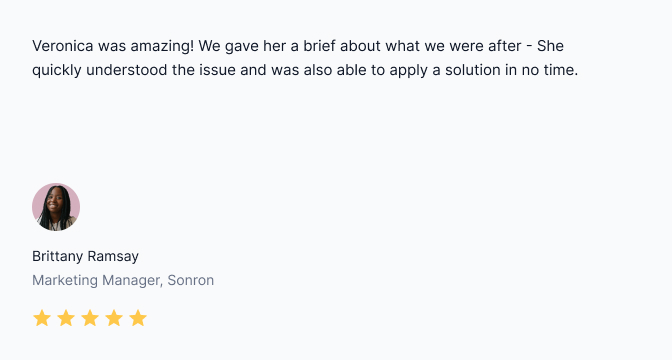 Veronica was amazing! We gave her a brief about what we were after - She
quickly understood the issue and was also able to apply a solution in no time.
Brittany Ramsay
Marketing Manager, Sonron